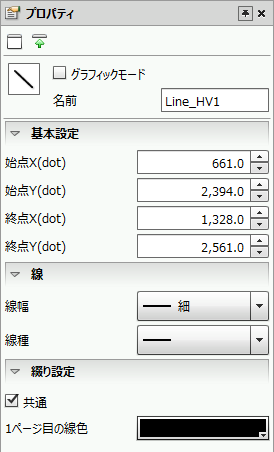 プロパティ
グラフィックモード
名前 Line_HV1
基本設定
始点X(dot) 661.0
始点Y(dot) 2,394.0
終点X(dot) 1,328.0
終点Y(dot) 2,561.0
線
線幅 細
線種
綴り設定
共通
1ページ目の線色